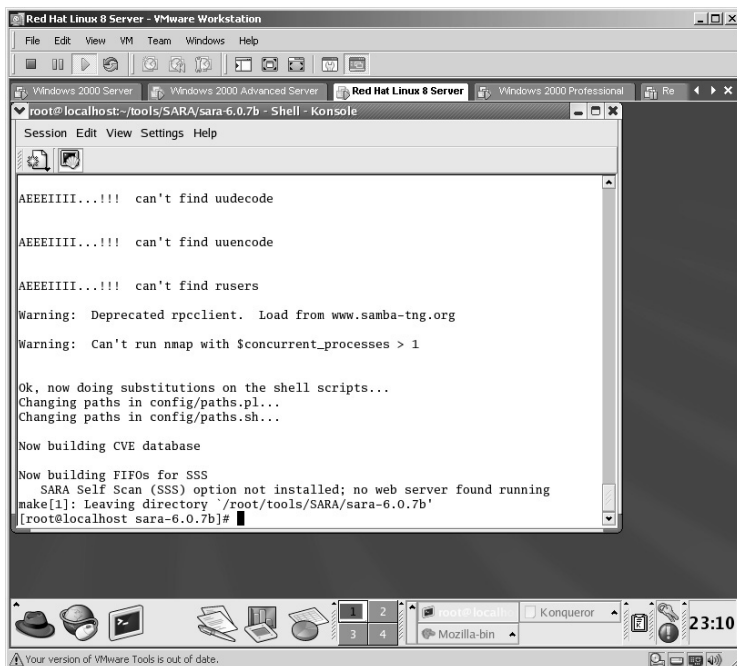 Red Hat Linux 8 Server - VMware Workstation
File Edit View VM Team Windows Help
Windows 2000 Server Windows 2000 Advanced Server Red Hat Linux 8 Server Windows 2000 Professional Re
root@localhost:~/tools/SARA/sara-6.0.7b - Shell - Konsole
Session Edit View Settings Help
AEEEIIII...!!! can't find uudecode
AEEEIIII...!!! can't find uuencode
AEEEIIII...!!! can't find rusers
Warning: Deprecated rpcclient. Load from www.samba-tng.org
Warning: Can't run nmap with $concurrent_processes > 1
Ok, now doing substitutions on the shell scripts...
Changing paths in config/paths.pl...
Changing paths in config/paths.sh...
Now building CVE database
Now building FIFOs for SSS
SARA Self Scan (SSS) option not installed; no web server found running
make[1]: Leaving directory `/root/tools/SARA/sara-6.0.7b'
[root@localhost sara-6.0.7b]#
1 2
3 4
root@localh
Konqueror
Mozilla-bin
23:10
Your version of VMware Tools is out of date.